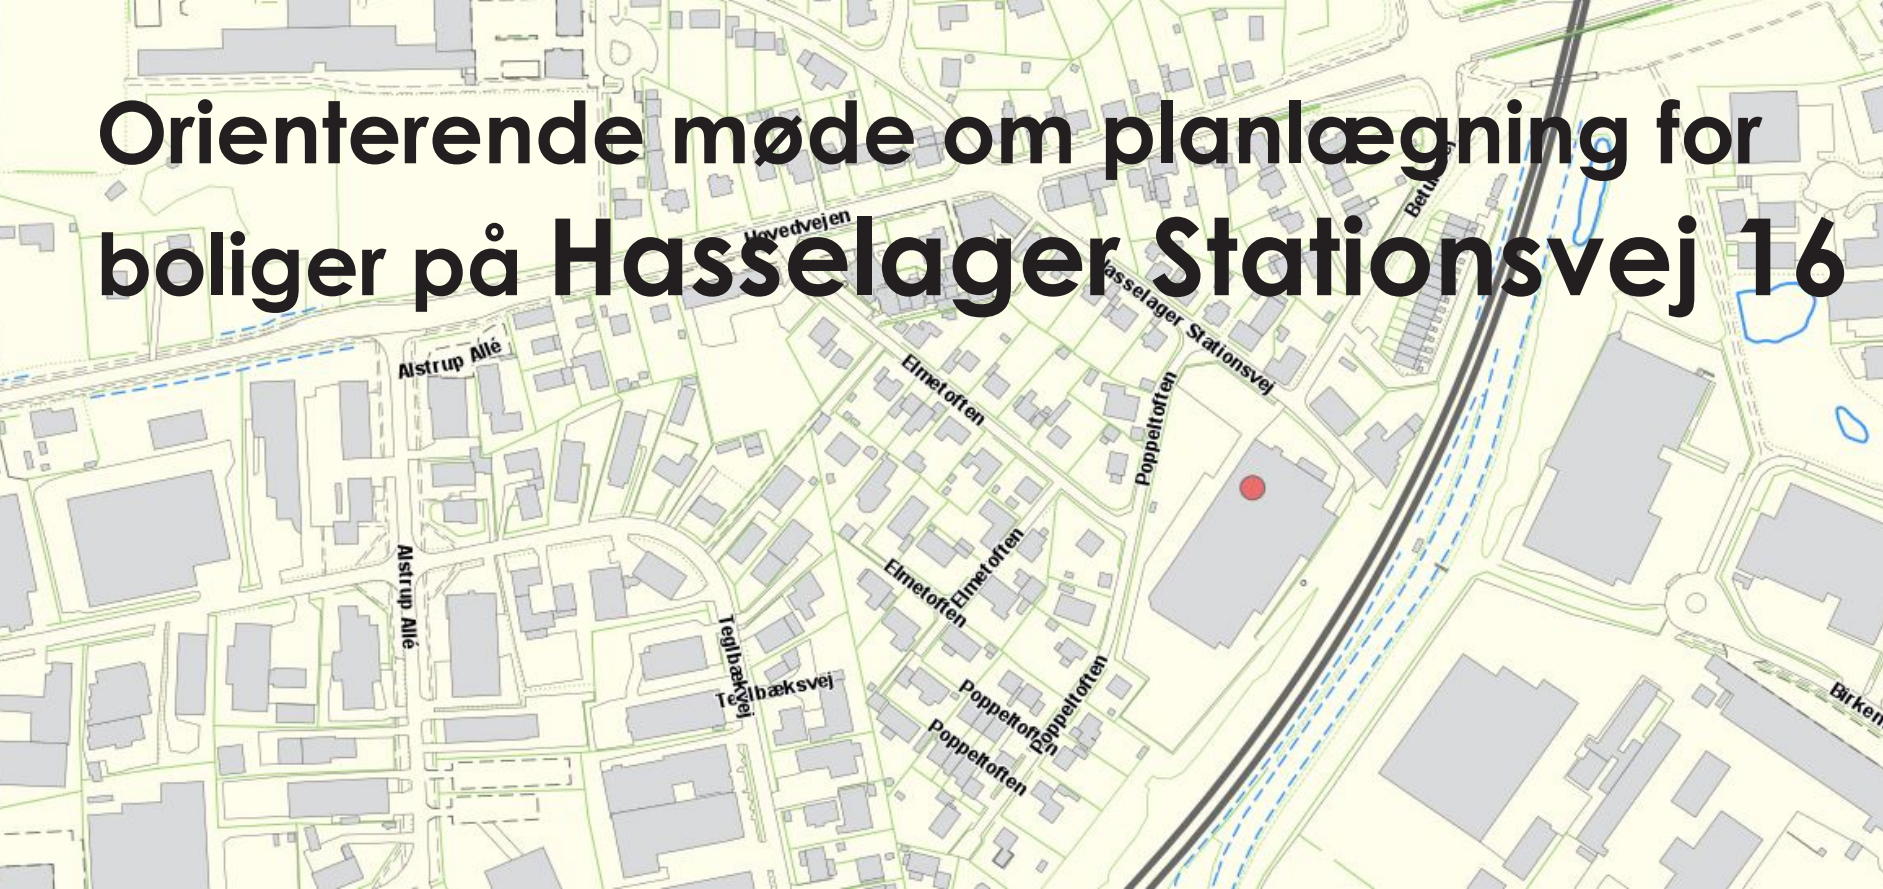 Orienterende møde om planlægning for
boliger på Hasselager Stationsvej 16
Hovedvejen
Alstrup Allé
Hasselager Stationsvej
Elmetoften
Poppeltoften
Alstrup Allé
Elmetoften
Elmetoften
Teglbækvej
Teglbæksvej
Poppeltoften
Poppeltoften
Poppeltoften